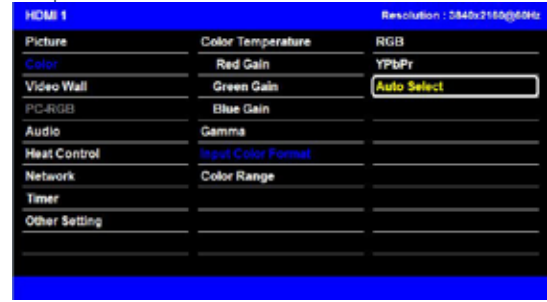 HDMI 1
Resolution : 3840x2160@60Hz
Picture
Color
Video Wall
PC-RGB
Audio
Heat Control
Network
Timer
Other Setting
Color Temperature
Red Gain
Green Gain
Blue Gain
Gamma
Input Color Format
Color Range
RGB
YPbPr
Auto Select